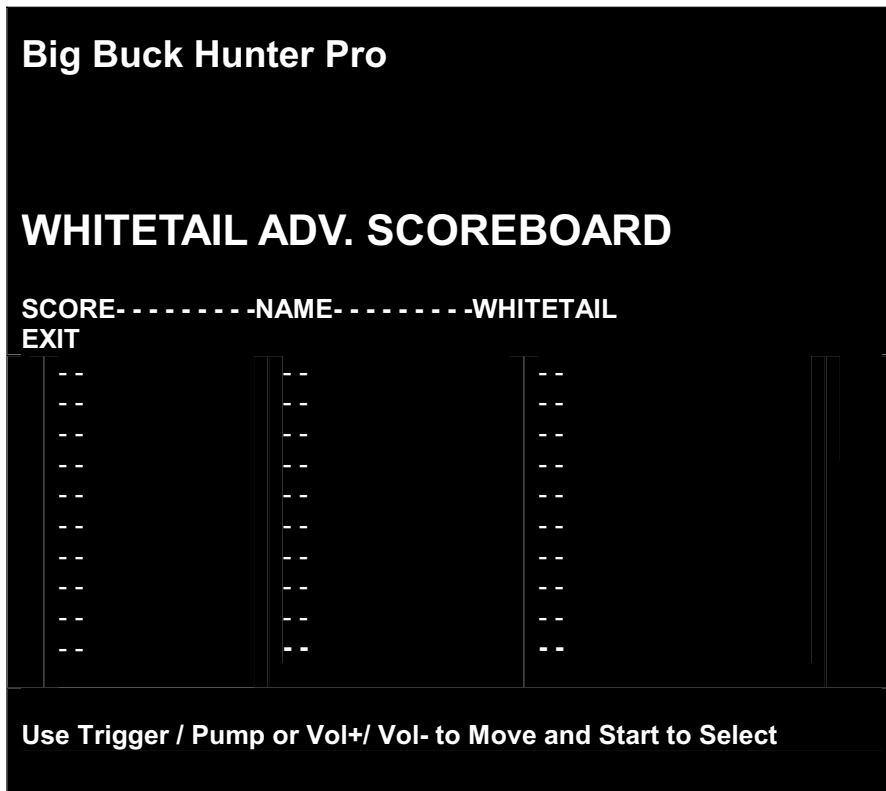 Big Buck Hunter Pro
WHITETAIL ADV. SCOREBOARD
SCORE- - - - - - - - -NAME- - - - - - - - -WHITETAIL
EXIT
- - - - - -
- - - - - -
- - - - - -
- - - - - -
- - - - - -
- - - - - -
- - - - - -
- - - - - -
- - - - - -
- - - - - -
Use Trigger / Pump or Vol+/ Vol- to Move and Start to Select